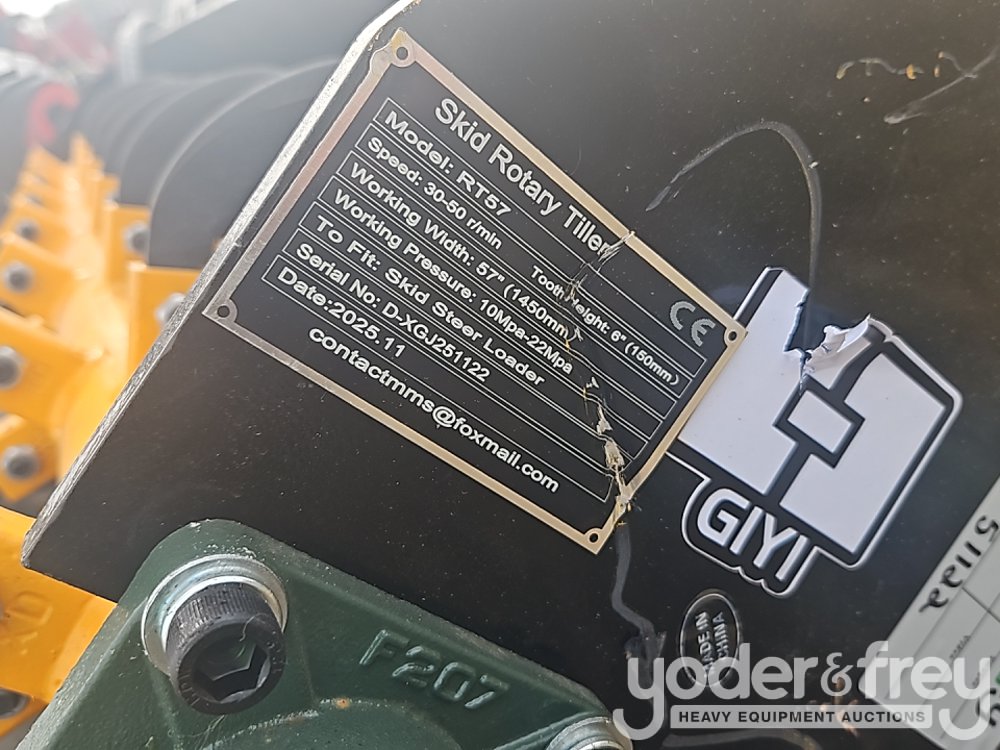 Skid Rotary Tiller
Model: RT57
Speed: 30-50 r/min Tooth Height: 6" (150mm)
Working Width: 57" (1450mm)
Working Pressure: 10Mpa-22Mpa
To Fit: Skid Steer Loader
Serial No: D-XGJ251122
Date:2025.11
contactmms@foxmail.com
CE
GIYI
MADE IN
CHINA
F207
yoder&frey
HEAVY EQUIPMENT AUCTIONS